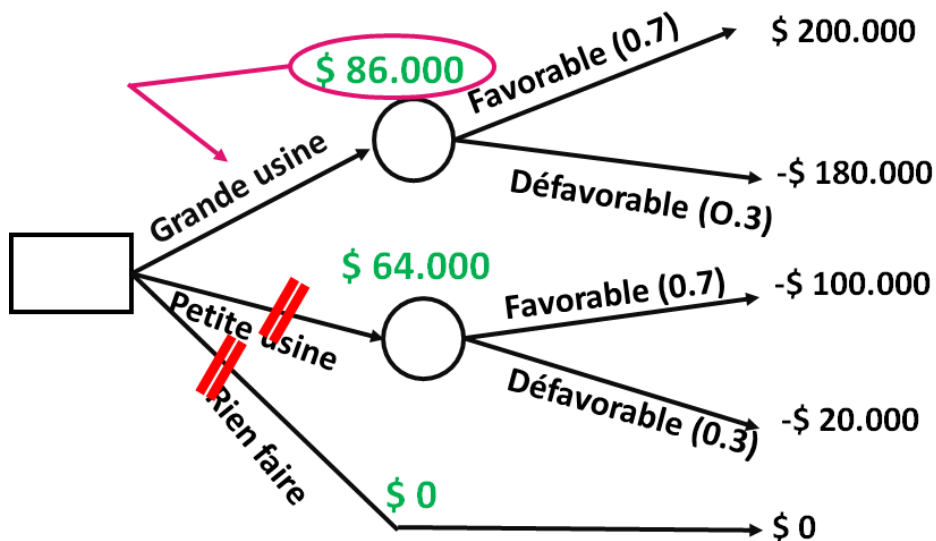 $ 200.000
Favorable (0.7)
$ 86.000
Grande usine
Défavorable (O.3)
-$ 180.000
$ 64.000
Petite usine
Favorable (0.7)
-$ 100.000
Défavorable (0.3)
-$ 20.000
Rien faire
$ 0
$ 0